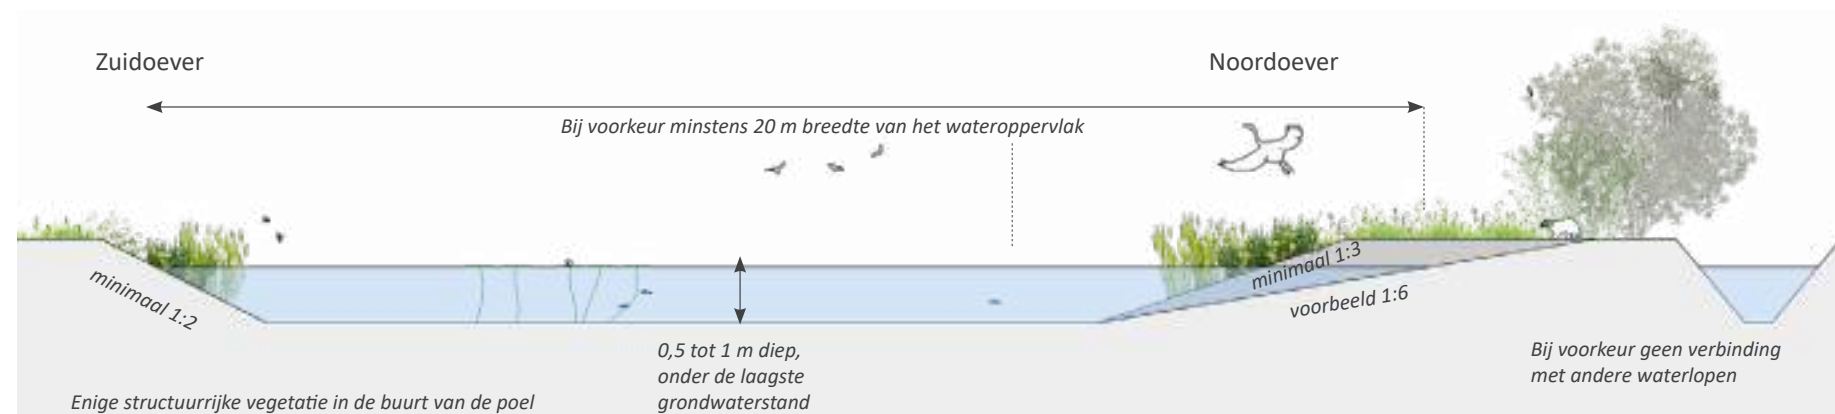 Zuidoever
Noordoever
Bij voorkeur minstens 20 m breedte van het wateroppervlak
minimaal 1:2
minimaal 1:3
voorbeeld 1:6
0,5 tot 1 m diep,
onder de laagste
grondwaterstand
Bij voorkeur geen verbinding
met andere waterlopen
Enige structuurrijke vegetatie in de buurt van de poel